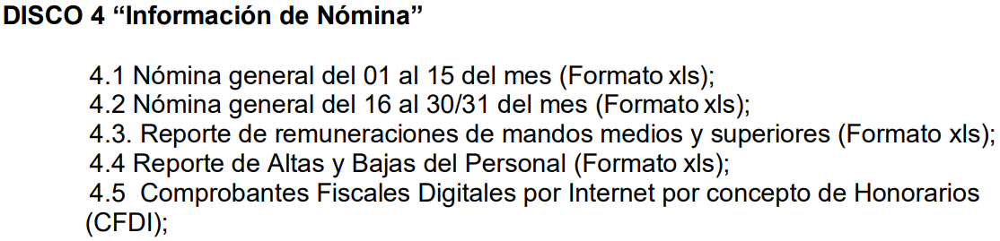 DISCO 4 “Información de Nómina”
4.1 Nómina general del 01 al 15 del mes (Formato xls);
4.2 Nómina general del 16 al 30/31 del mes (Formato xls);
4.3. Reporte de remuneraciones de mandos medios y superiores (Formato xls);
4.4 Reporte de Altas y Bajas del Personal (Formato xls);
4.5  Comprobantes Fiscales Digitales por Internet por concepto de Honorarios
(CFDI);